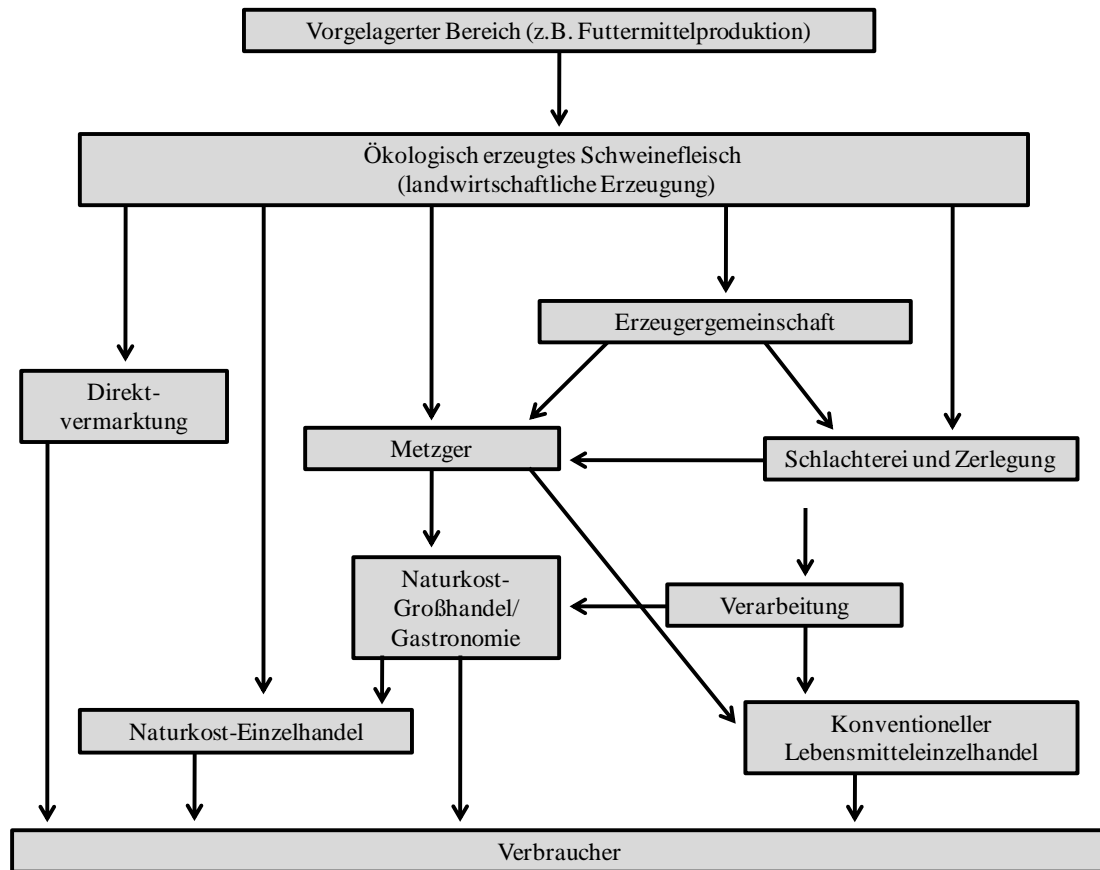 Vorgelagerter Bereich (z.B. Futtermittelproduktion)
Ökologisch erzeugtes Schweinefleisch
(landwirtschaftliche Erzeugung)
Erzeugergemeinschaft
Direkt-
vermarktung
Metzger
Schlachterei und Zerlegung
Naturkost-
Großhandel/
Gastronomie
Verarbeitung
Naturkost-Einzelhandel
Konventioneller
Lebensmitteleinzelhandel
Verbraucher